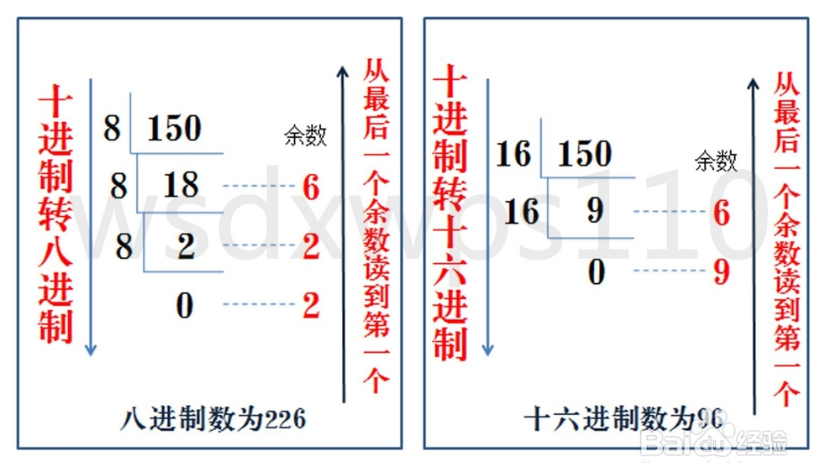 十进制转八进制
8 150
余数
8 18 6
8 2 2
0 2
从最后一个余数读到第一个
八进制数为226
十进制转十六进制
16 150
余数
16 9 6
0 9
从最后一个余数读到第一个
十六进制数为96
wsdxwps110
Baidu经验